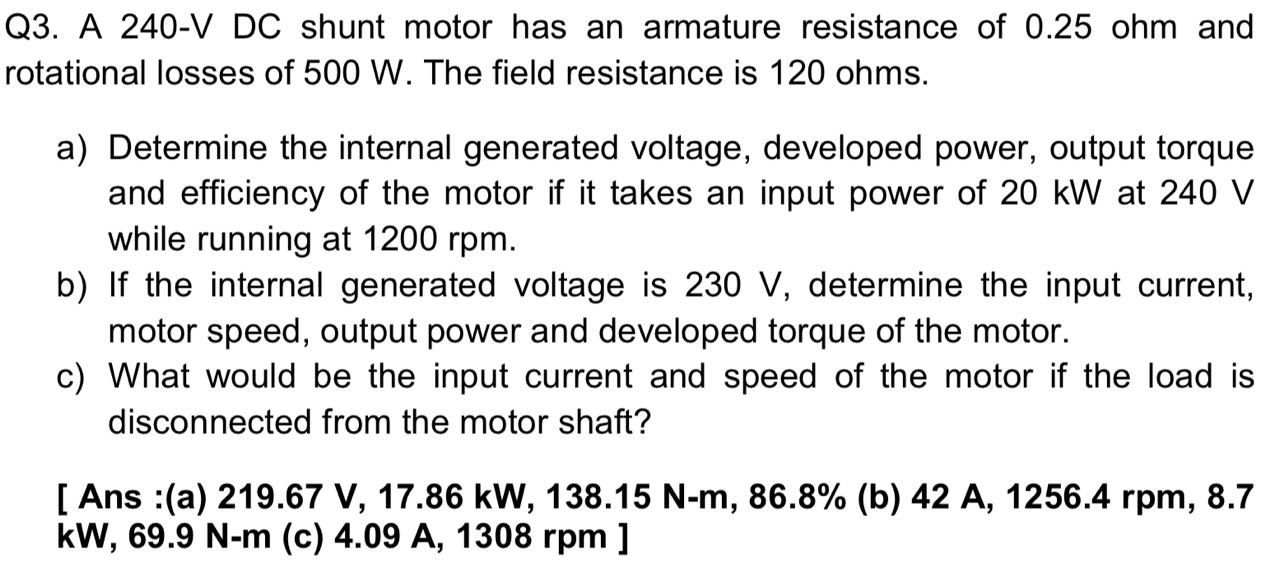 Q3. A 240-V DC shunt motor has an armature resistance of 0.25 ohm and
rotational losses of 500 W. The field resistance is 120 ohms.
a) Determine the internal generated voltage, developed power, output torque
and efficiency of the motor if it takes an input power of 20 kW at 240 V
while running at 1200 rpm.
b) If the internal generated voltage is 230 V, determine the input current,
motor speed, output power and developed torque of the motor.
c) What would be the input current and speed of the motor if the load is
disconnected from the motor shaft?
[ Ans :(a) 219.67 V, 17.86 kW, 138.15 N-m, 86.8% (b) 42 A, 1256.4 rpm, 8.7
kW, 69.9 N-m (c) 4.09 A, 1308 rpm ]